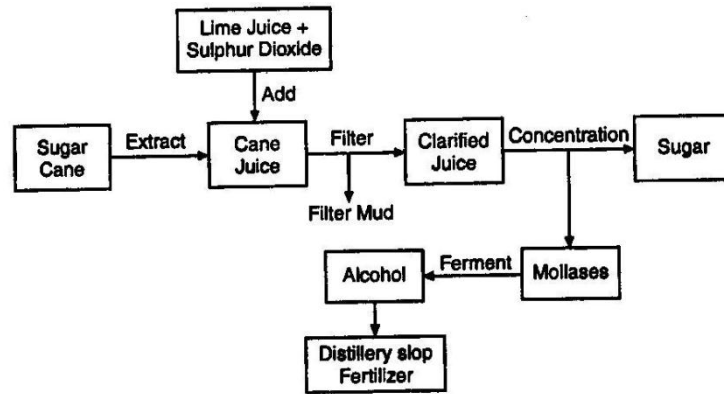 Lime Juice +
Sulphur Dioxide
Add
Sugar
Cane
Extract
Cane
Juice
Filter
Clarified
Juice
Concentration
Sugar
Filter Mud
Alcohol
Ferment
Mollases
Distillery slop
Fertilizer